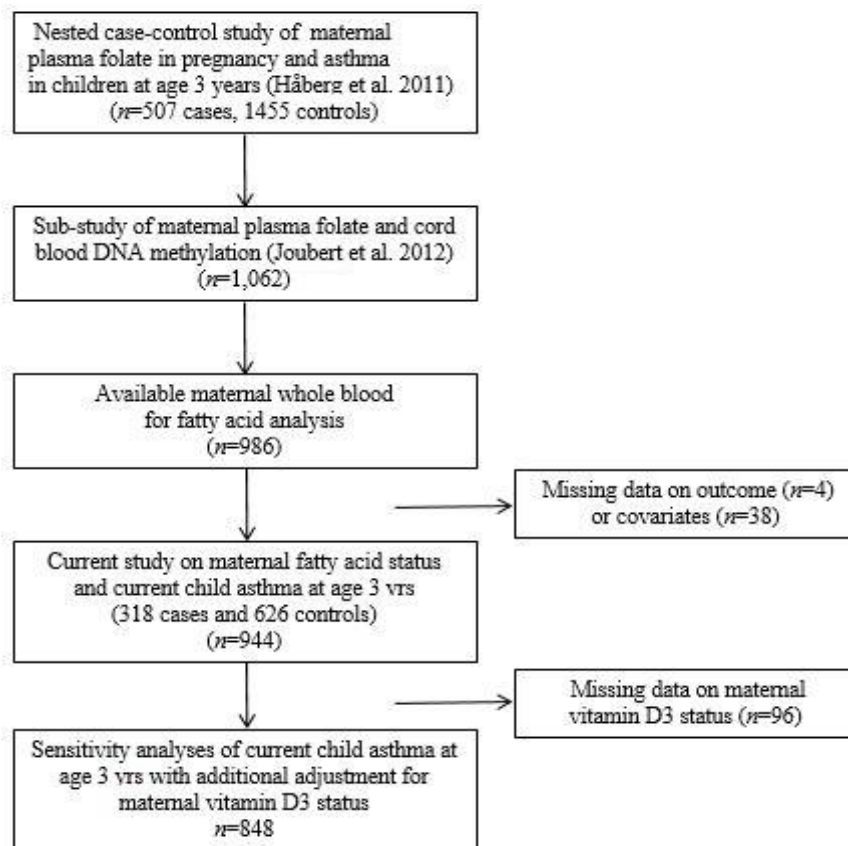 Nested case-control study of maternal
plasma folate in pregnancy and asthma
in children at age 3 years (Håberg et al. 2011)
(n=507 cases, 1455 controls)
Sub-study of maternal plasma folate and cord
blood DNA methylation (Joubert et al. 2012)
(n=1,062)
Available maternal whole blood
for fatty acid analysis
(n=986)
Missing data on outcome (n=4)
or covariates (n=38)
Current study on maternal fatty acid status
and current child asthma at age 3 yrs
(318 cases and 626 controls)
(n=944)
Missing data on maternal
vitamin D3 status (n=96)
Sensitivity analyses of current child asthma at
age 3 yrs with additional adjustment for
maternal vitamin D3 status
n=848